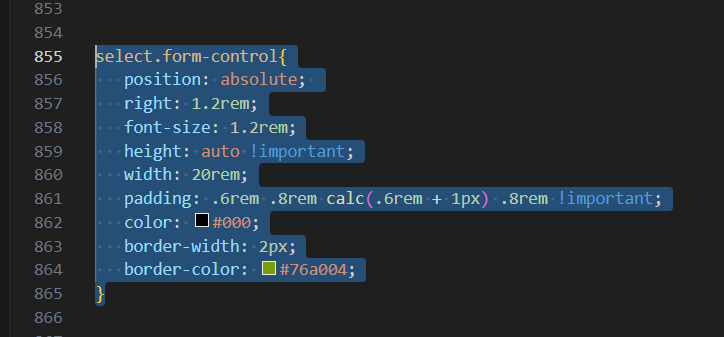 853
854
855 select.form-control{
856 position: absolute;
857 right: 1.2rem;
858 font-size: 1.2rem;
859 height: auto !important;
860 width: 20rem;
861 padding: .6rem .8rem calc(.6rem + 1px) .8rem !important;
862 color: #000;
863 border-width: 2px;
864 border-color: #76a004;
865 }
866